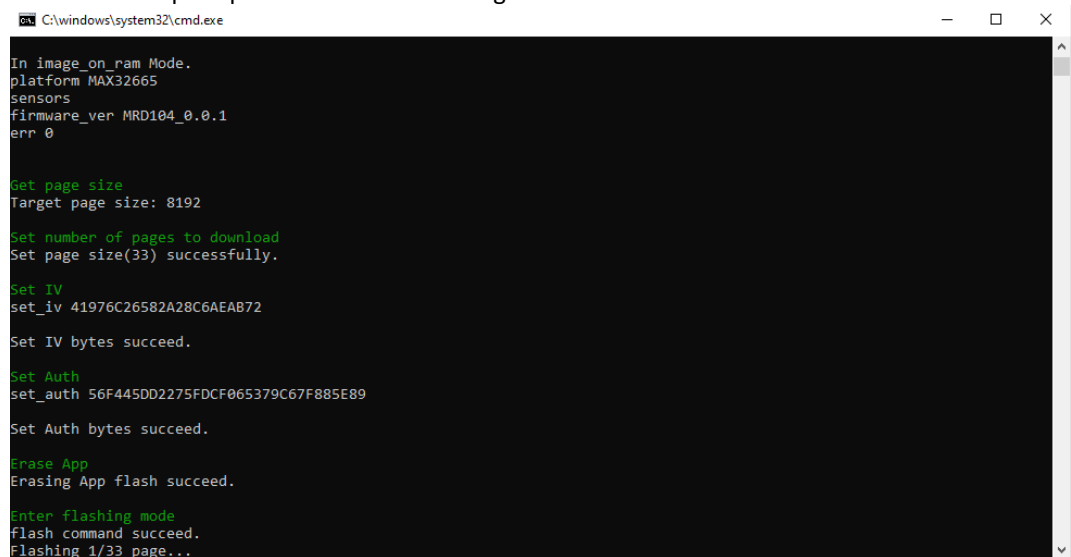 C:\windows\system32\cmd.exe
In image_on_ram Mode.
platform MAX32665
sensors
firmware_ver MRD104_0.0.1
err 0
Get page size
Target page size: 8192
Set number of pages to download
Set page size(33) successfully.
Set IV
set_iv 41976C26582A28C6AEAB72
Set IV bytes succeed.
Set Auth
set_auth 56F445DD2275FDCF065379C67F885E89
Set Auth bytes succeed.
Erase App
Erasing App flash succeed.
Enter flashing mode
flash command succeed.
Flashing 1/33 page...